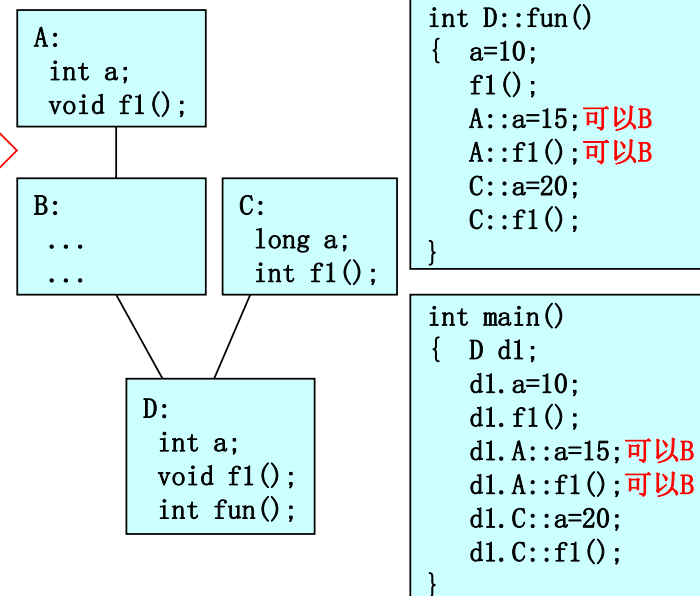 A:
int a;
void f1();
B:
...
...
C:
long a;
int f1();
D:
int a;
void f1();
int fun();
int D::fun()
{ a=10;
f1();
A::a=15;可以B
A::f1();可以B
C::a=20;
C::f1();
}
int main()
{ D d1;
d1.a=10;
d1.f1();
d1.A::a=15;可以B
d1.A::f1();可以B
d1.C::a=20;
d1.C::f1();
}